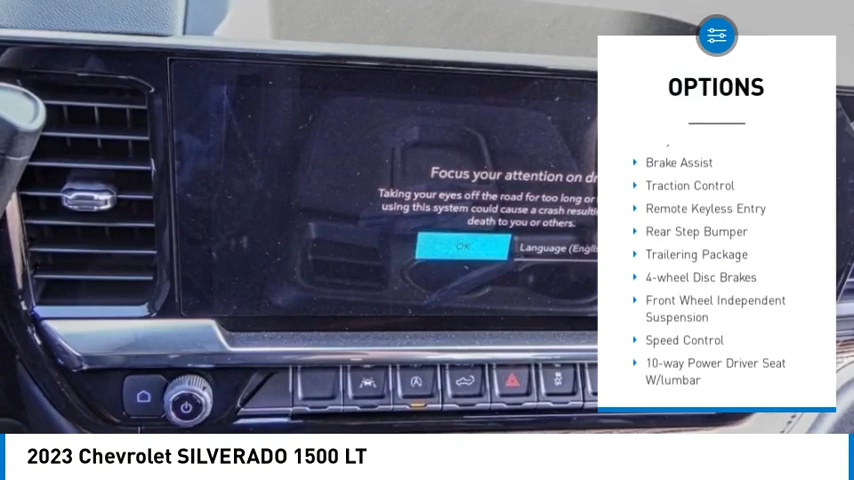 OPTIONS
Brake Assist
Traction Control
Remote Keyless Entry
Rear Step Bumper
Trailering Package
4-wheel Disc Brakes
Front Wheel Independent
Suspension
Speed Control
10-way Power Driver Seat
W/lumbar
Focus your attention on
Taking your eyes off the road for too long or
using this system could cause a crash
death to you or others.
OK
Language
2023 Chevrolet SILVERADO 1500 LT